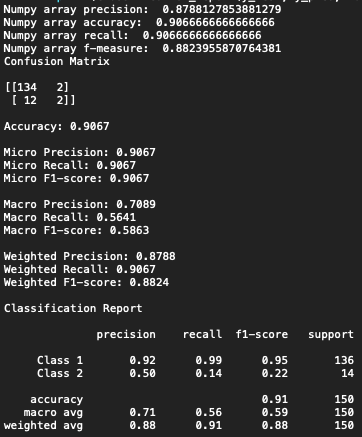 Numpy array precision:  0.8788127853881279
Numpy array accuracy:  0.9066666666666666
Numpy array recall:  0.9066666666666666
Numpy array f-measure:  0.8823955870764381
Confusion Matrix
[[134   2]
 [ 12   2]]
Accuracy: 0.9067
Micro Precision: 0.9067
Micro Recall: 0.9067
Micro F1-score: 0.9067
Macro Precision: 0.7089
Macro Recall: 0.5641
Macro F1-score: 0.5863
Weighted Precision: 0.8788
Weighted Recall: 0.9067
Weighted F1-score: 0.8824
Classification Report
precision    recall  f1-score   support
Class 1       0.92      0.99      0.95       136
Class 2       0.50      0.14      0.22        14
accuracy                           0.91       150
macro avg       0.71      0.56      0.59       150
weighted avg       0.88      0.91      0.88       150